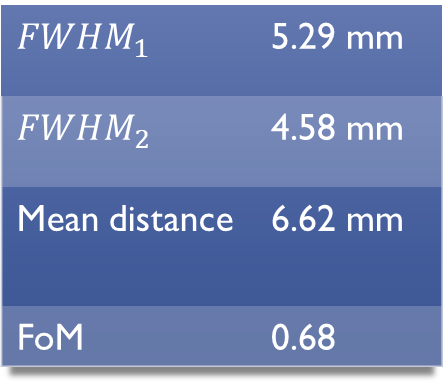 FWHM₁ 5.29 mm
FWHM₂ 4.58 mm
Mean distance 6.62 mm
FoM 0.68